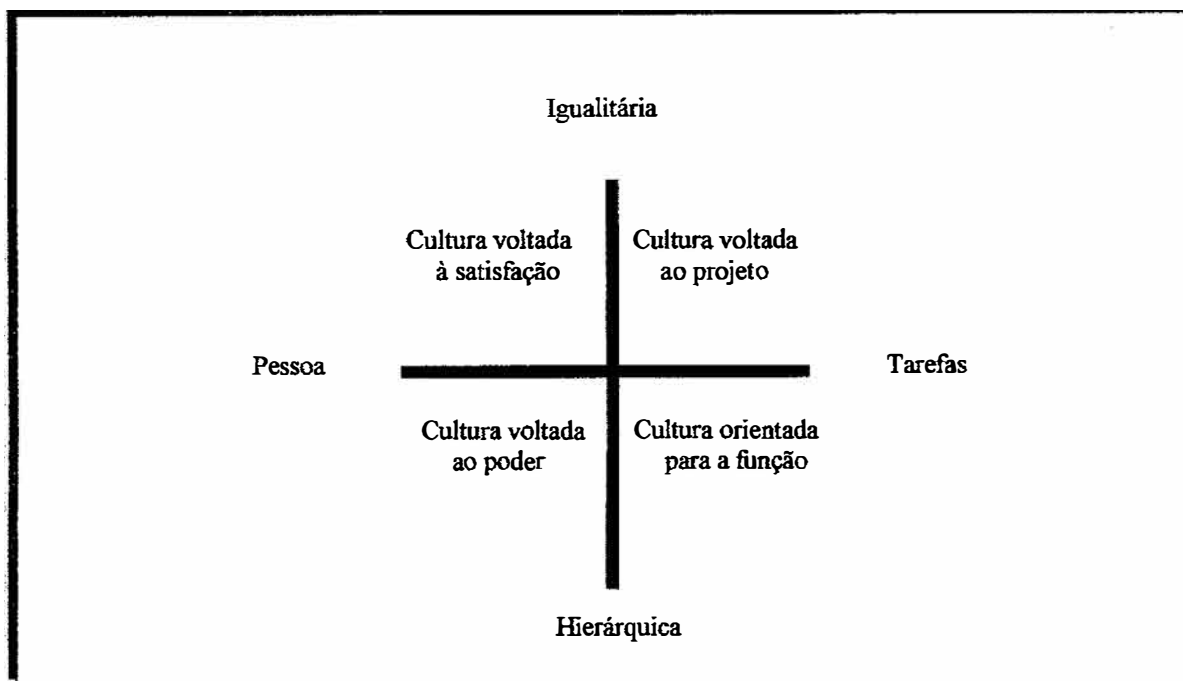 Igualitária
Cultura voltada
à satisfação
Cultura voltada
ao projeto
Pessoa
Tarefas
Cultura voltada
ao poder
Cultura orientada
para a função
Hierárquica